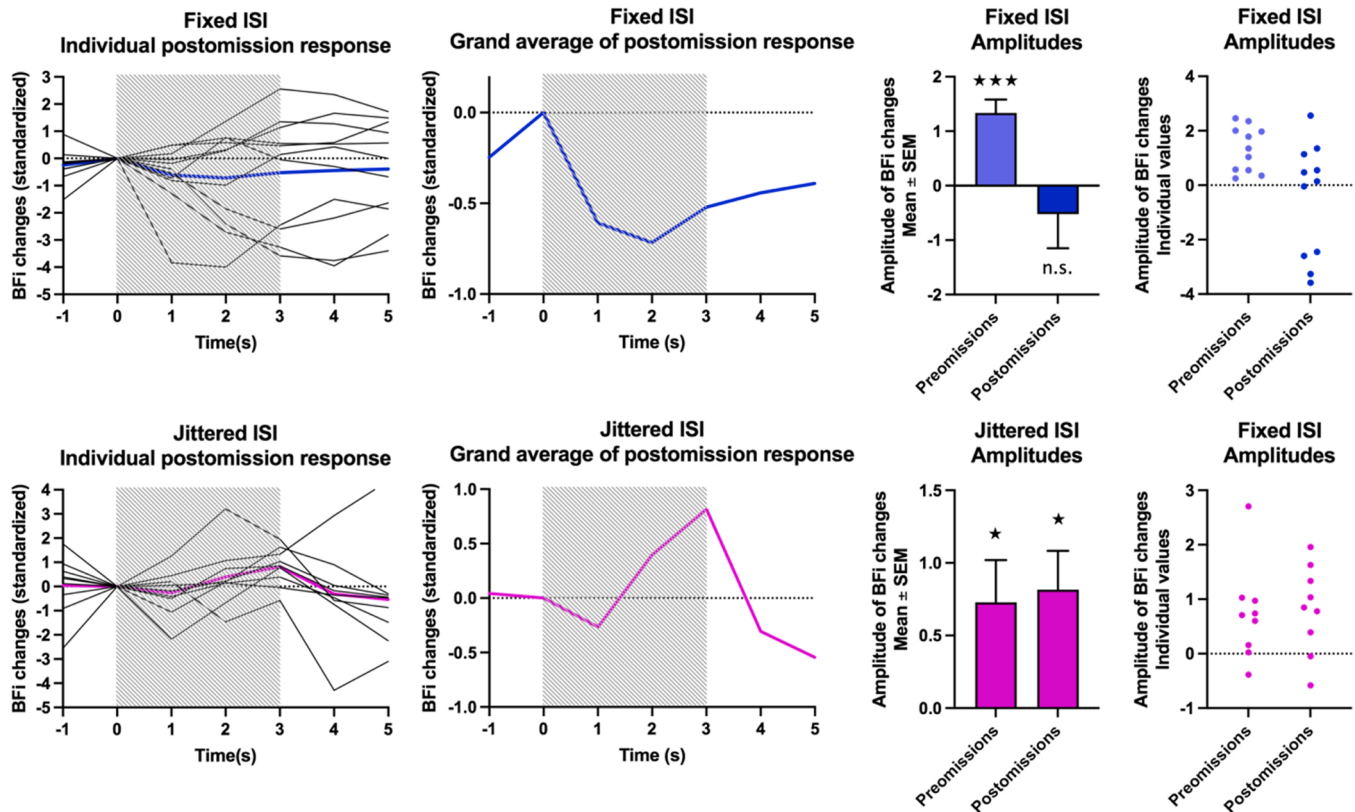 Fixed ISI
Individual postomission response
BFi changes (standardized)
3
2
1
0
-1
-2
-3
-4
-5
-1 0 1 2 3 4 5
Time(s)
Fixed ISI
Grand average of postomission response
BFi changes (standardized)
0.0
-0.5
-1.0
-1 0 1 2 3 4 5
Time (s)
Fixed ISI
Amplitudes
Amplitude of BFi changes
Mean ± SEM
2
1
0
-1
-2
★★★
n.s.
Preomissions
Postomissions
Fixed ISI
Amplitudes
Amplitude of BFi changes
Individual values
4
2
0
-2
-4
Preomissions
Postomissions
Jittered ISI
Individual postomission response
BFi changes (standardized)
4
3
2
1
0
-1
-2
-3
-4
-5
-1 0 1 2 3 4 5
Time(s)
Jittered ISI
Grand average of postomission response
BFi changes (standardized)
1.0
0.5
0.0
-0.5
-1.0
-1 0 1 2 3 4 5
Time (s)
Jittered ISI
Amplitudes
Amplitude of BFi changes
Mean ± SEM
1.5
1.0
0.5
0.0
★ ★
Preomissions
Postomissions
Fixed ISI
Amplitudes
Amplitude of BFi changes
Individual values
3
2
1
0
-1
Preomissions
Postomissions